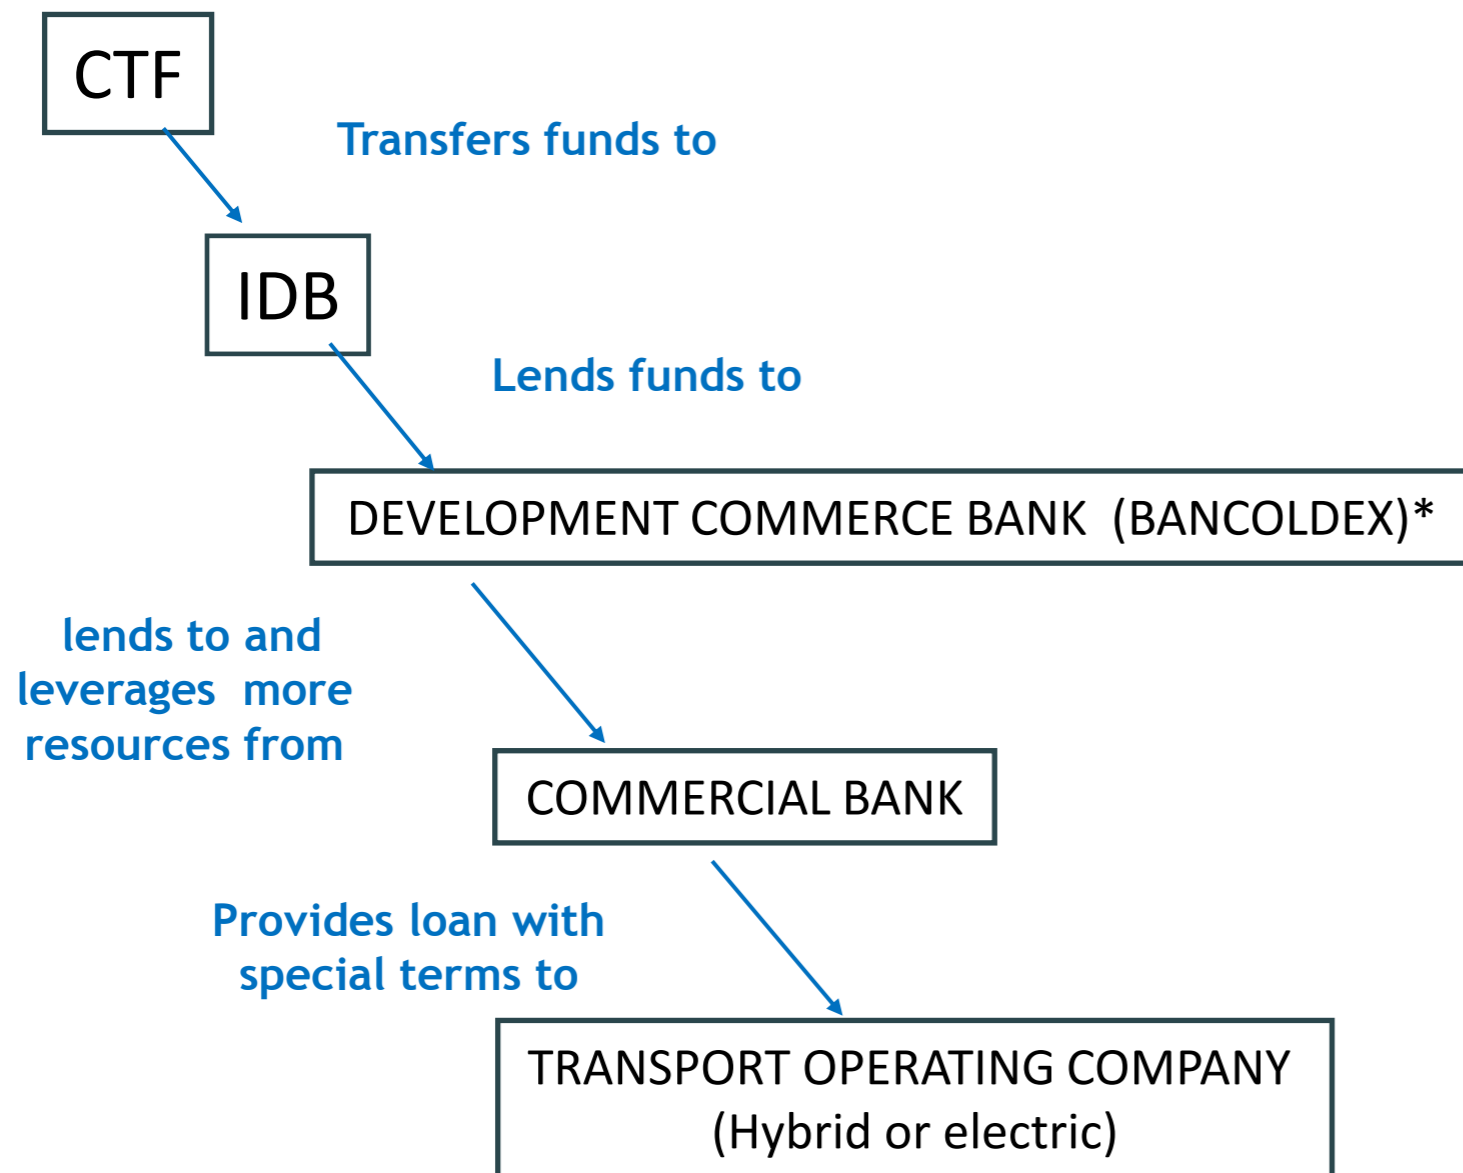 CTF
Transfers funds to
IDB
Lends funds to
DEVELOPMENT COMMERCE BANK (BANCOLDEX)*
lends to and
leverages more
resources from
COMMERCIAL BANK
Provides loan with
special terms to
TRANSPORT OPERATING COMPANY
(Hybrid or electric)